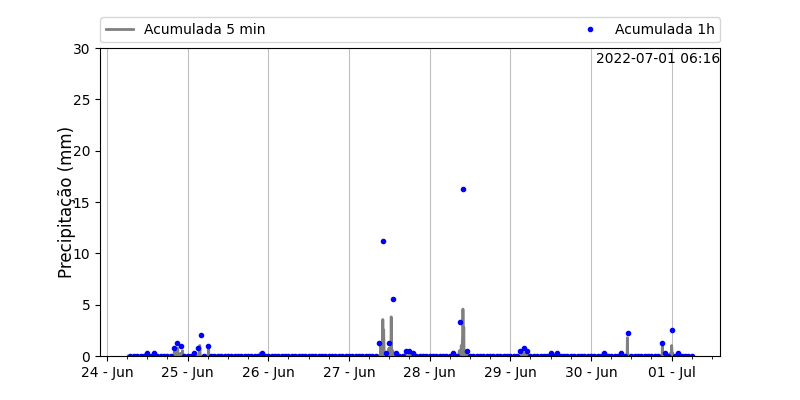 Acumulada 5 min
Acumulada 1h
2022-07-01 06:16
Precipitação (mm)
30
25
20
15
10
5
0
24 - Jun
25 - Jun
26 - Jun
27 - Jun
28 - Jun
29 - Jun
30 - Jun
01 - Jul